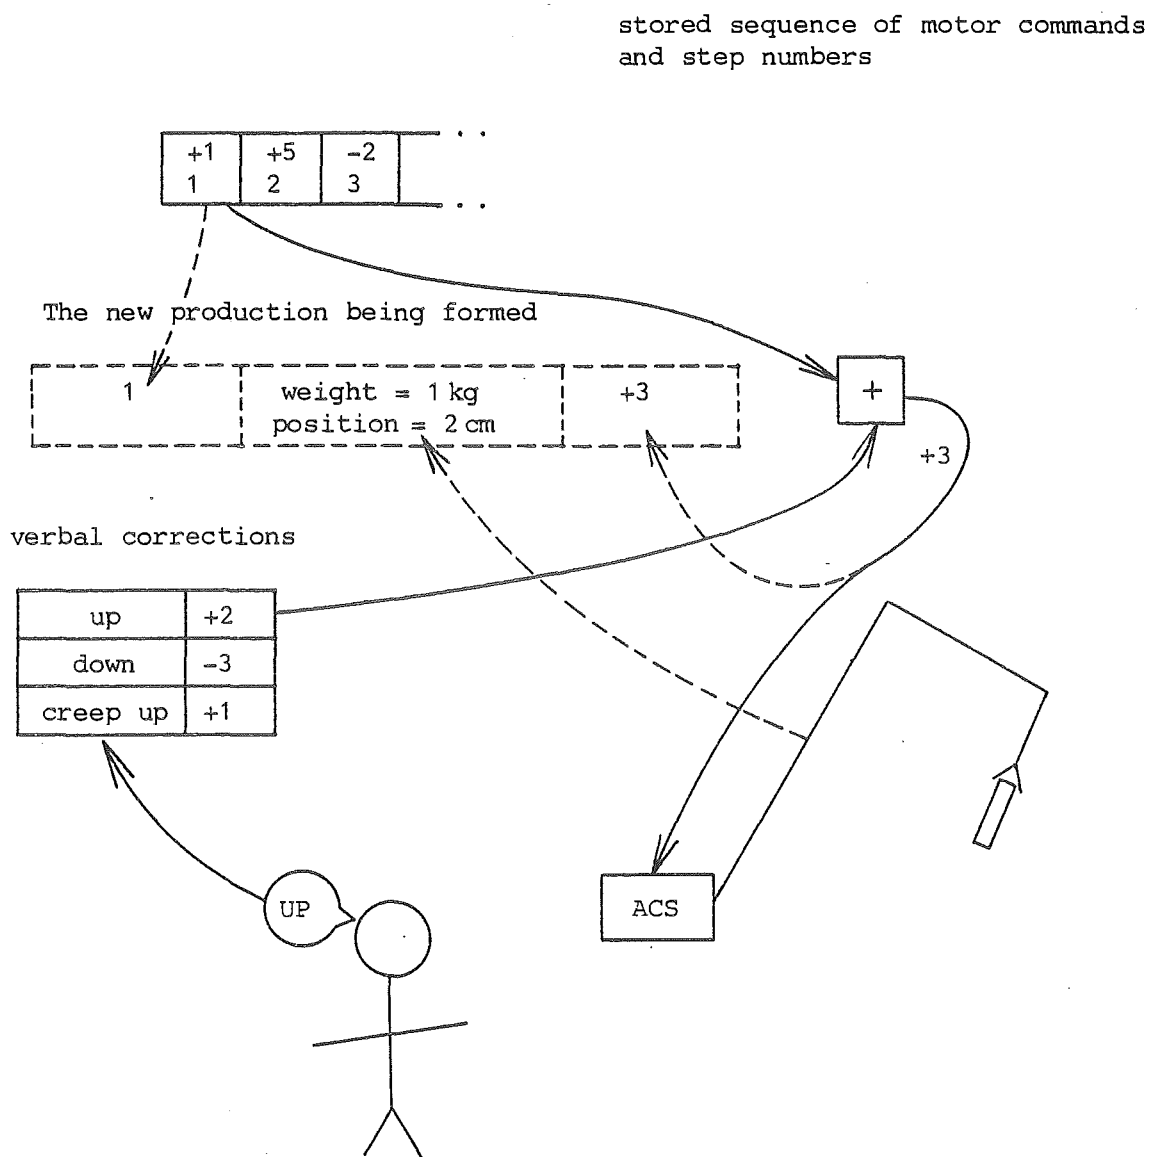 stored sequence of motor commands
and step numbers
+1 +5 -2 . .
1 2 3 . .
The new production being formed
1 weight = 1 kg +3
position = 2 cm
+
+3
verbal corrections
up +2
down -3
creep up +1
UP
ACS